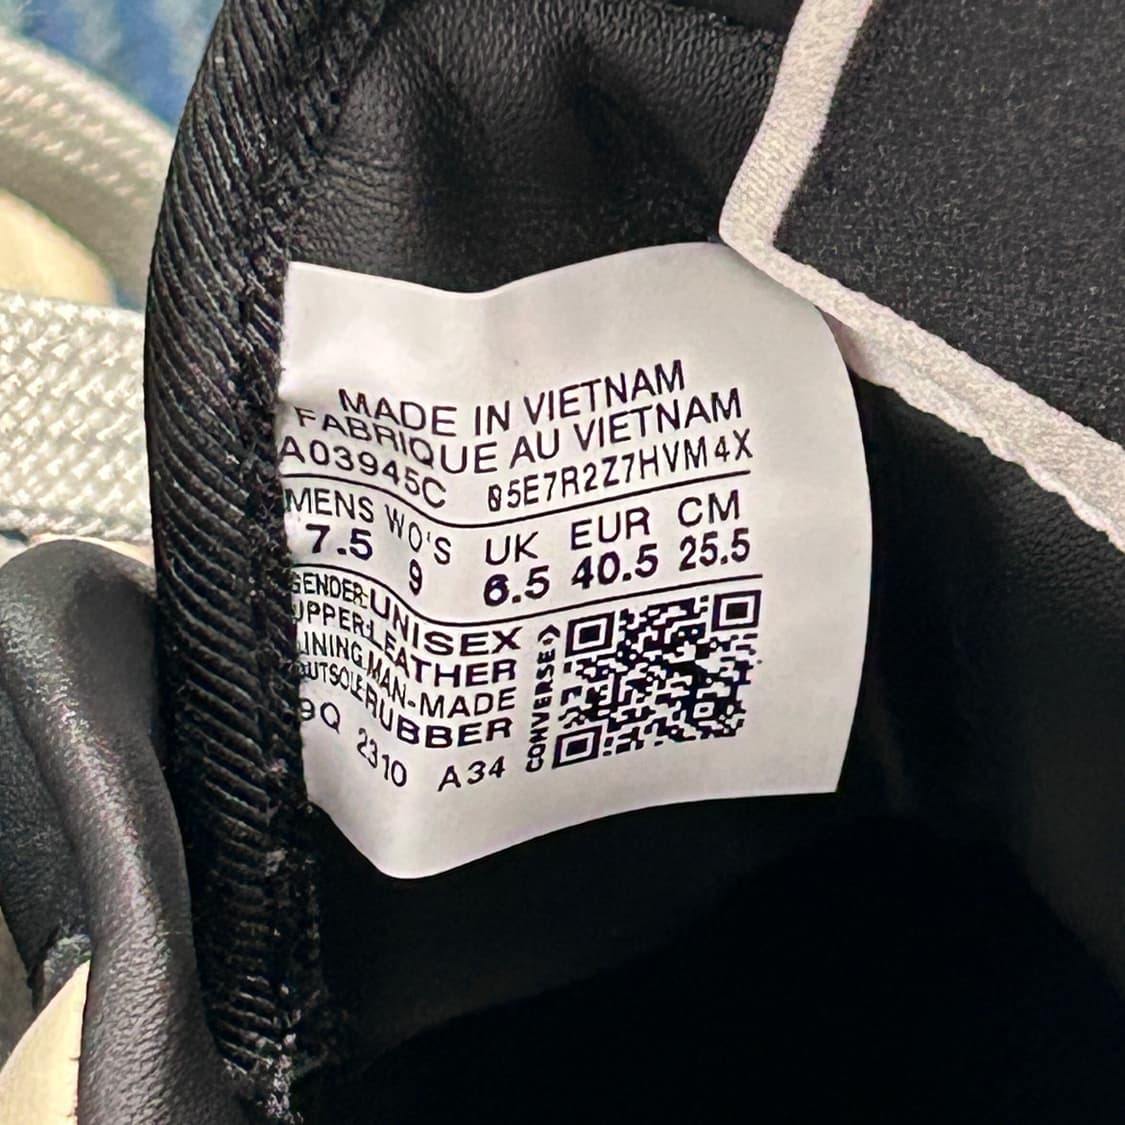 MADE IN VIETNAM
FABRIQUE AU VIETNAM
A03945C 05E7R2Z7HVM4X
MENS WO'S UK EUR CM
7.5 9 6.5 40.5 25.5
GENDER:UNISEX
UPPER:LEATHER
LINING:MAN-MADE
OUTSOLE:RUBBER
9Q 2310 A34
CONVERSE